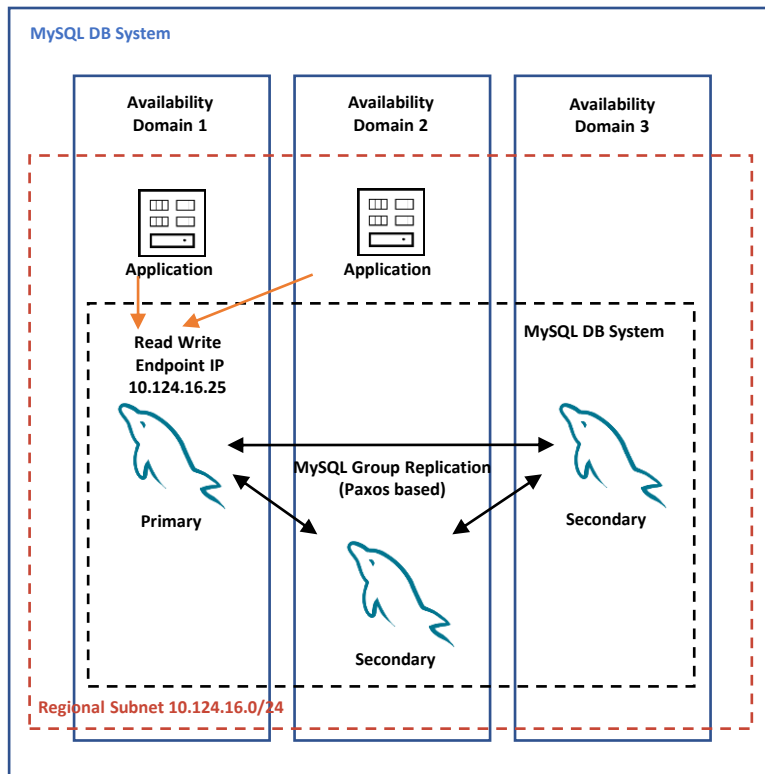 MySQL DB System
Availability
Domain 1
Availability
Domain 2
Availability
Domain 3
Application
Application
Read Write
Endpoint IP
10.124.16.25
MySQL DB System
MySQL Group Replication
(Paxos based)
Primary
Secondary
Secondary
Regional Subnet 10.124.16.0/24